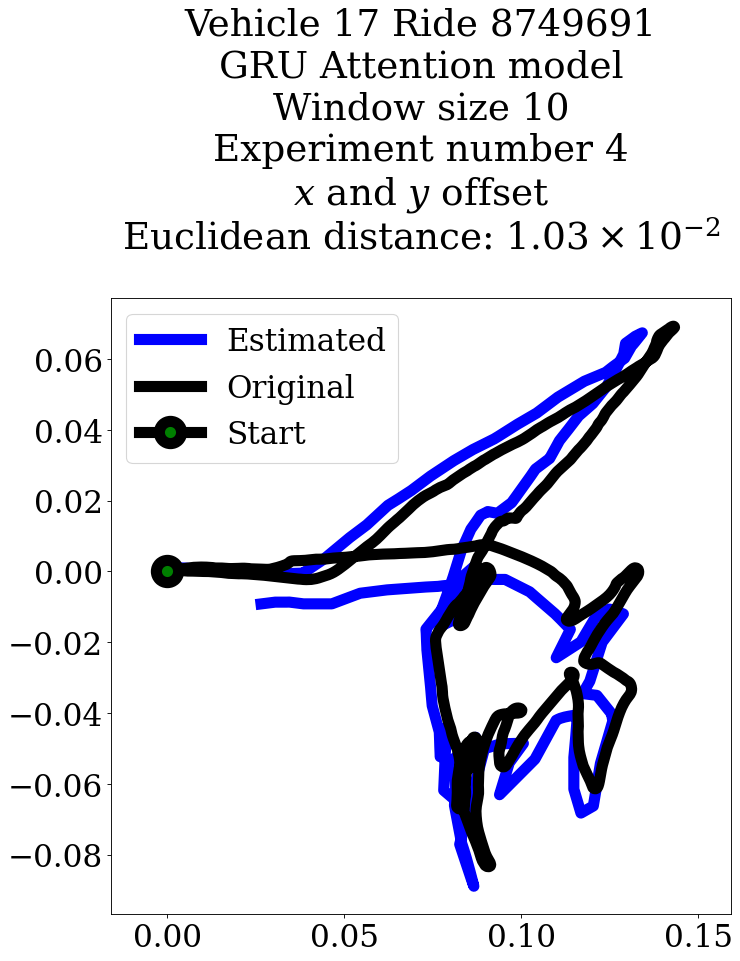 Vehicle 17 Ride 8749691
GRU Attention model
Window size 10
Experiment number 4
x and y offset
Euclidean distance: 1.03 × 10⁻²
Estimated
Original
Start
0.06
0.04
0.02
0.00
−0.02
−0.04
−0.06
−0.08
0.00 0.05 0.10 0.15